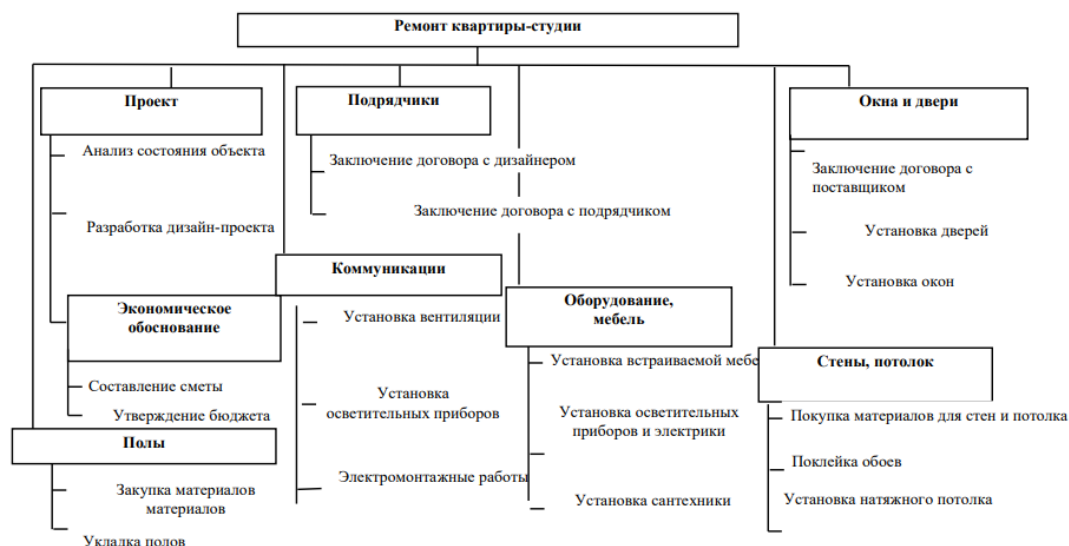 Ремонт квартиры-студии
Проект
Анализ состояния объекта
Разработка дизайн-проекта
Экономическое
обоснование
Составление сметы
Утверждение бюджета
Полы
Закупка материалов
материалов
Укладка полов
Подрядчики
Заключение договора с дизайнером
Заключение договора с подрядчиком
Коммуникации
Установка вентиляции
Установка
осветительных приборов
Электромонтажные работы
Оборудование,
мебель
Установка встраиваемой мебе
Установка осветительных
приборов и электрики
Установка сантехники
Окна и двери
Заключение договора с
поставщиком
Установка дверей
Установка окон
Стены, потолок
Покупка материалов для стен и потолка
Поклейка обоев
Установка натяжного потолка